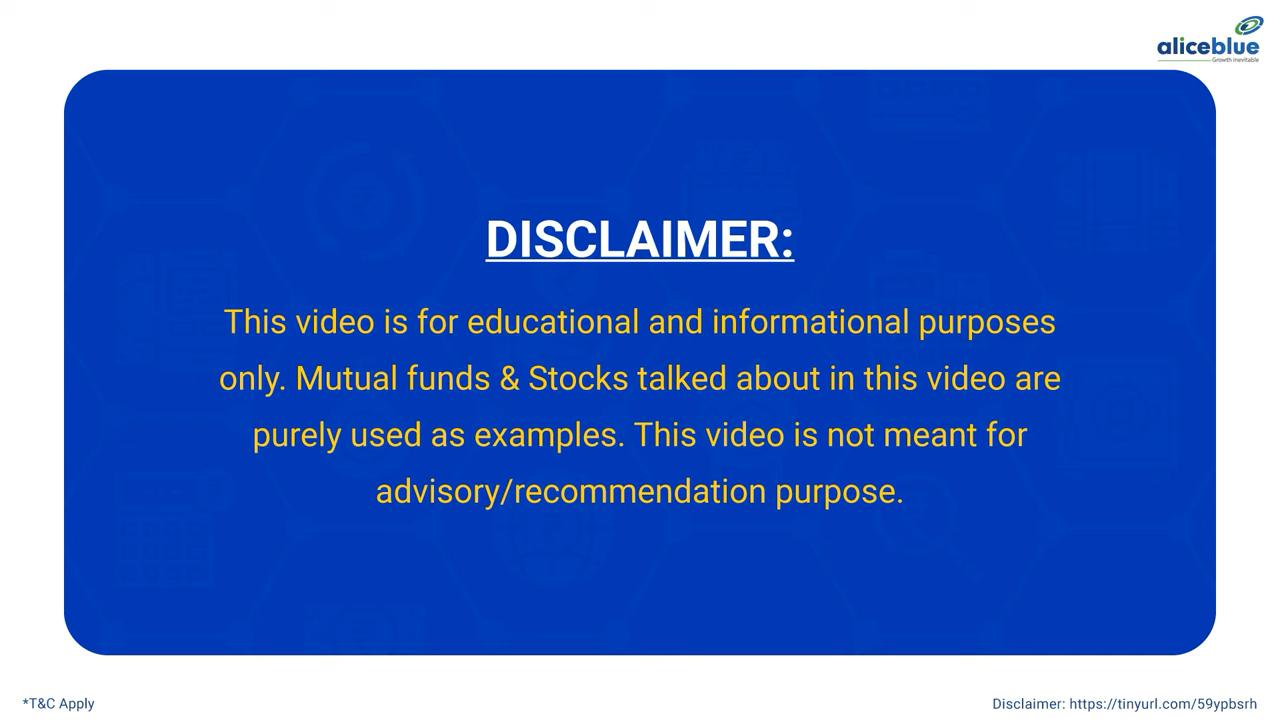 aliceblue
Growth inevitable
DISCLAIMER:
This video is for educational and informational purposes
only. Mutual funds & Stocks talked about in this video are
purely used as examples. This video is not meant for
advisory/recommendation purpose.
*T&C Apply
Disclaimer: https://tinyurl.com/59ypbsrh